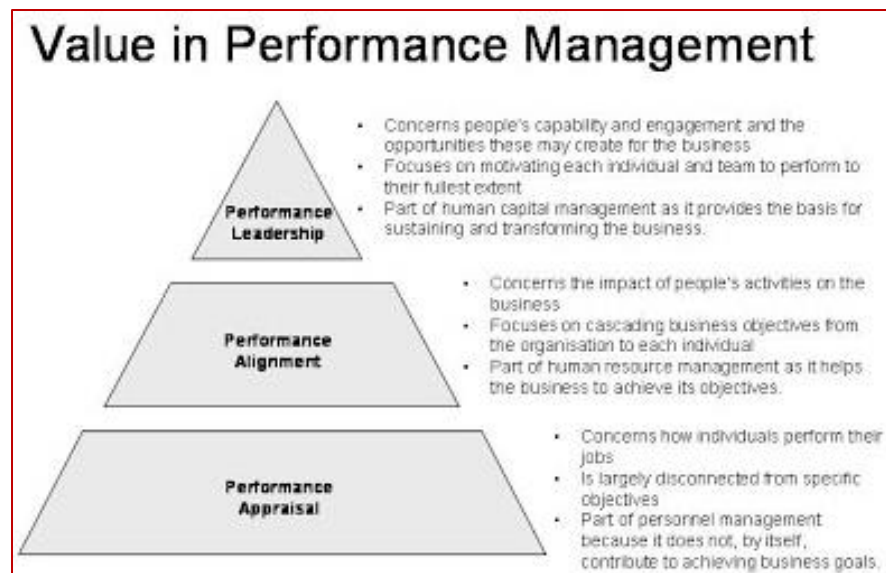 Value in Performance Management
• Concerns people's capability and engagement and the
opportunities these may create for the business
• Focuses on motivating each individual and team to perform to
their fullest extent
• Part of human capital management as it provides the basis for
sustaining and transforming the business.
Performance
Leadership
• Concerns the impact of people's activities on the
business
• Focuses on cascading business objectives from
the organisation to each individual
• Part of human resource management as it helps
the business to achieve its objectives.
Performance
Alignment
• Concerns how individuals perform their
jobs
• Is largely disconnected from specific
objectives
• Part of personnel management
because it does not, by itself,
contribute to achieving business goals.
Performance
Appraisal